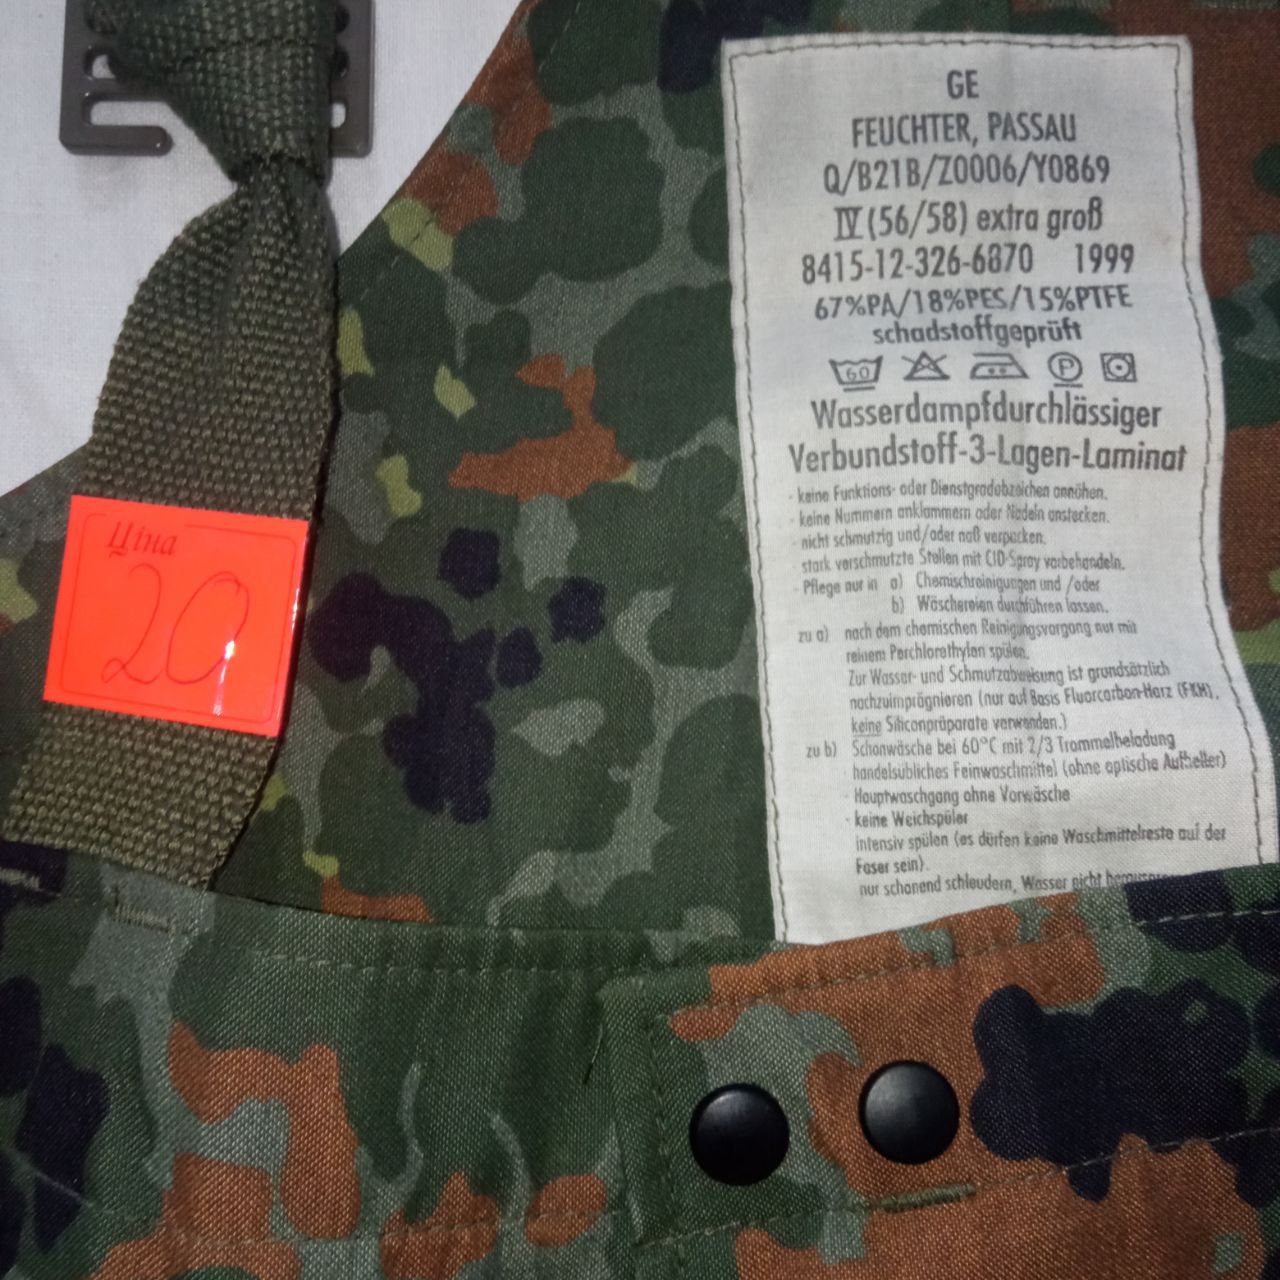 GE
FEUCHTER, PASSAU
Q/B21B/Z0006/Y0869
IV (56/58) extra groß
8415-12-326-6870 1999
67%PA/18%PES/15%PTFE
schadstoffgeprüft
60 P
Wasserdampfdurchlässiger
Verbundstoff-3-Lagen-Laminat
- keine Funktions- oder Dienstgradabzeichen annähen.
- keine Nummern anklammern oder Nadeln anstecken.
- nicht schmutzig und/oder naß verpacken.
- stark verschmutzte Stellen mit CID-Spray vorbehandeln.
- Pflege nur in a) Chemischreinigungen und /oder
b) Wäschereien durchführen lassen.
zu a) nach dem chemischen Reinigungsvorgang nur mit
reinem Perchlorethylen spülen.
Zur Wasser- und Schmutzabweisung ist grundsätzlich
nachzuimprägnieren (nur auf Basis Fluorcarbon-Harz (FKH),
keine Siliconpräparate verwenden.)
zu b) Schonwäsche bei 60°C mit 2/3 Trommelbeladung
handelsübliches Feinwaschmittel (ohne optische Aufheller)
- Hauptwaschgang ohne Vorwäsche
- keine Weichspüler
intensiv spülen (es dürfen keine Waschmittelreste auf der
Faser sein).
nur schonend schleudern, Wasser nicht
Ціна
20